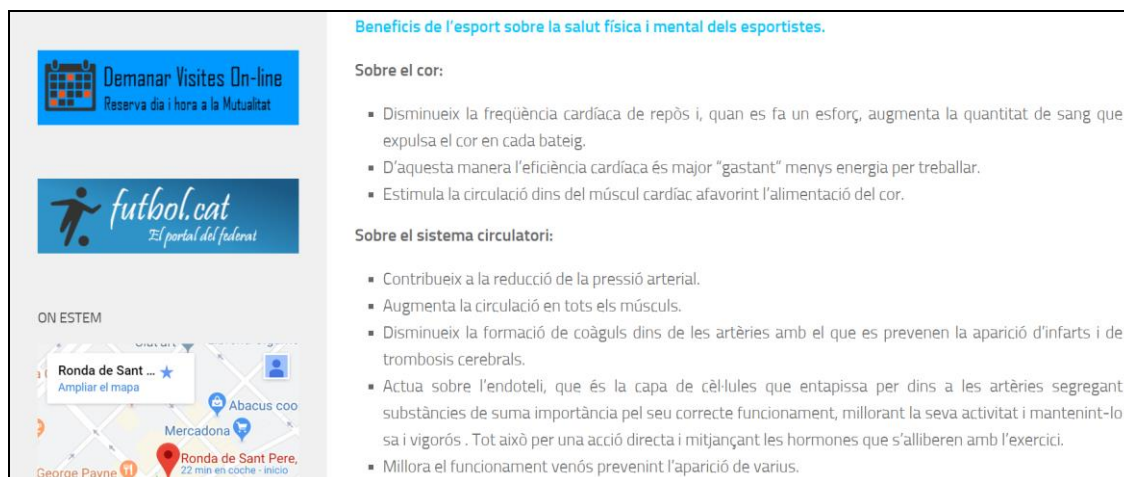 Demanar Visites On-line
Reserva dia i hora a la Mutualitat
futbol.cat
El portal del federat
ON ESTEM
Ronda de Sant ...
Ampliar el mapa
Abacus coo
Mercadona
Ronda de Sant Pere,
22 min en coche - inicio
George Payne
Beneficis de l'esport sobre la salut física i mental dels esportistes.
Sobre el cor:
▪ Disminueix la freqüència cardíaca de repòs i, quan es fa un esforç, augmenta la quantitat de sang que
expulsa el cor en cada bateig.
▪ D'aquesta manera l'eficiència cardíaca és major "gastant" menys energia per treballar.
▪ Estimula la circulació dins del múscul cardíac afavorint l'alimentació del cor.
Sobre el sistema circulatori:
▪ Contribueix a la reducció de la pressió arterial.
▪ Augmenta la circulació en tots els músculs.
▪ Disminueix la formació de coàguls dins de les artèries amb el que es prevenen la aparició d'infarts i de
trombosis cerebrals.
▪ Actua sobre l'endoteli, que és la capa de cèl·lules que entapissa per dins a les artèries segregant
substàncies de suma importància pel seu correcte funcionament, millorant la seva activitat i mantenint-lo
sa i vigorós . Tot això per una acció directa i mitjançant les hormones que s'alliberen amb l'exercici.
▪ Millora el funcionament venós prevenint l'aparició de varius.